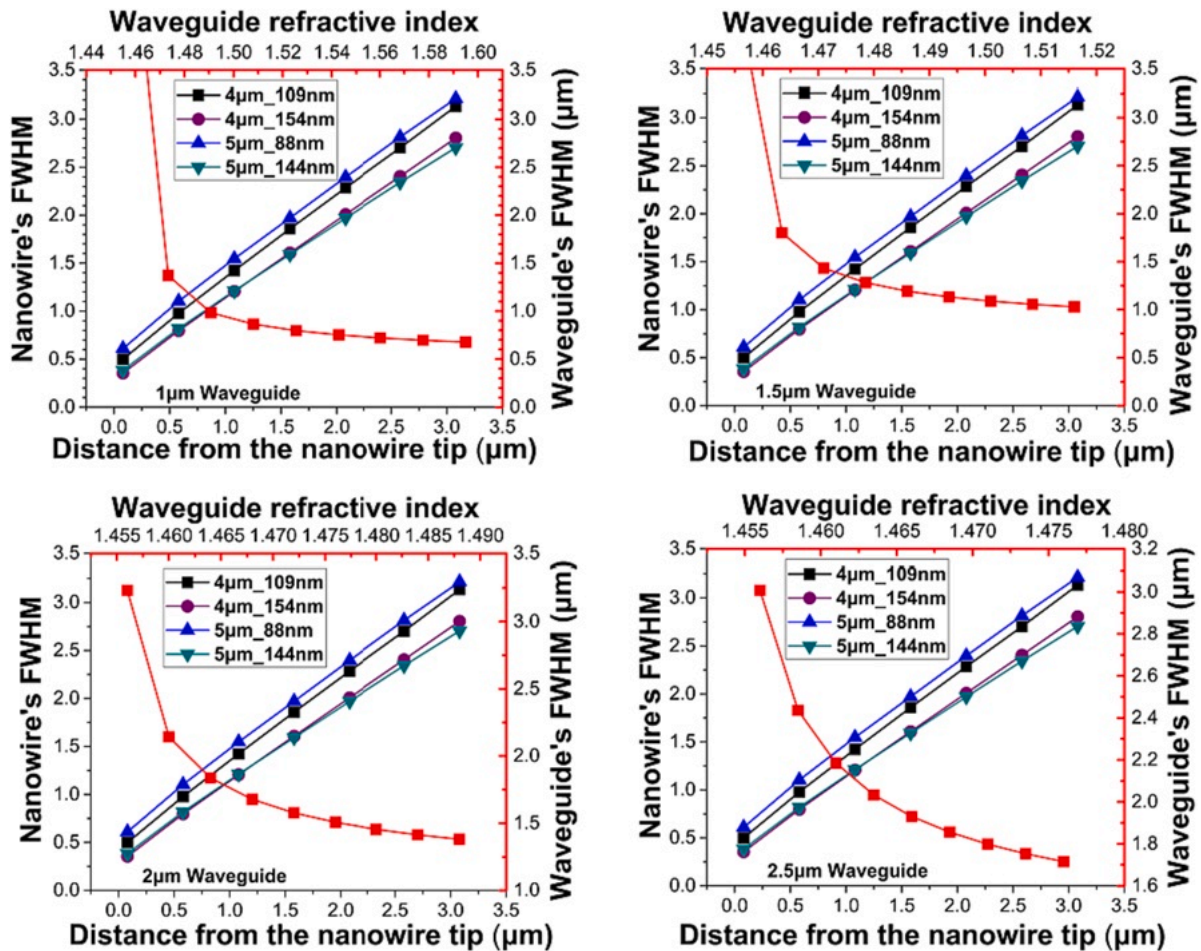 Waveguide refractive index
1.44 1.46 1.48 1.50 1.52 1.54 1.56 1.58 1.60
3.5 3.0 2.5 2.0 1.5 1.0 0.5 0.0
Nanowire's FWHM
4µm_109nm
4µm_154nm
5µm_88nm
5µm_144nm
1µm Waveguide
3.5 3.0 2.5 2.0 1.5 1.0 0.5 0.0
Waveguide's FWHM (µm)
0.0 0.5 1.0 1.5 2.0 2.5 3.0 3.5
Distance from the nanowire tip (µm)
Waveguide refractive index
1.45 1.46 1.47 1.48 1.49 1.50 1.51 1.52
3.5 3.0 2.5 2.0 1.5 1.0 0.5 0.0
Nanowire's FWHM
4µm_109nm
4µm_154nm
5µm_88nm
5µm_144nm
1.5µm Waveguide
3.5 3.0 2.5 2.0 1.5 1.0 0.5 0.0
Waveguide's FWHM (µm)
0.0 0.5 1.0 1.5 2.0 2.5 3.0 3.5
Distance from the nanowire tip (µm)
Waveguide refractive index
1.455 1.460 1.465 1.470 1.475 1.480 1.485 1.490
3.5 3.0 2.5 2.0 1.5 1.0 0.5 0.0
Nanowire's FWHM
4µm_109nm
4µm_154nm
5µm_88nm
5µm_144nm
2µm Waveguide
3.5 3.0 2.5 2.0 1.5 1.0
Waveguide's FWHM (µm)
0.0 0.5 1.0 1.5 2.0 2.5 3.0 3.5
Distance from the nanowire tip (µm)
Waveguide refractive index
1.455 1.460 1.465 1.470 1.475 1.480
3.5 3.0 2.5 2.0 1.5 1.0 0.5 0.0
Nanowire's FWHM
4µm_109nm
4µm_154nm
5µm_88nm
5µm_144nm
2.5µm Waveguide
3.2 3.0 2.8 2.6 2.4 2.2 2.0 1.8 1.6
Waveguide's FWHM (µm)
0.0 0.5 1.0 1.5 2.0 2.5 3.0 3.5
Distance from the nanowire tip (µm)